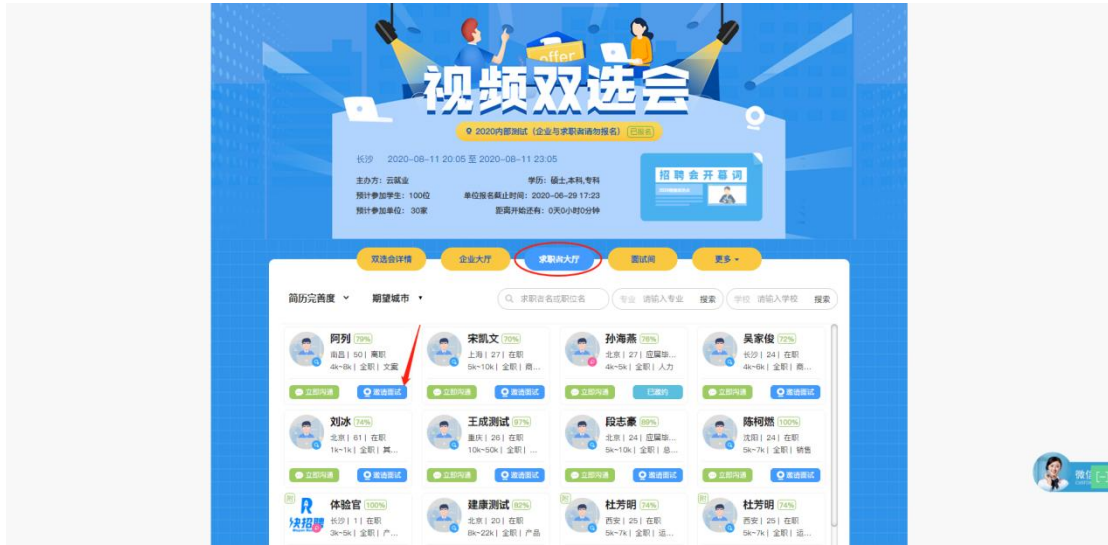 offer
视频双选会
2020内部测试（企业与求职者请勿报名） 已报名
长沙 2020-08-11 20:05 至 2020-08-11 23:05
主办方：云就业 学历：硕士,本科,专科
预计参加学生：100位 单位报名截止时间：2020-06-29 17:23
预计参加单位：30家 距离开始还有：0天0小时0分钟
招聘会开幕词
双选会详情 企业大厅 求职者大厅 面试间 更多
简历完善度 期望城市 求职者名或职位名 专业 请输入专业 搜索 学校 请输入学校 搜索
阿列 79% 宋凯文 70% 孙海燕 78% 吴家俊 72%
南昌 | 50 | 离职 上海 | 27 | 在职 北京 | 27 | 应届毕... 长沙 | 24 | 在职
4k~8k | 全职 | 文案 5k~10k | 全职 | 商... 4k~5k | 全职 | 人力 4k~6k | 全职 | 商...
立即沟通 邀请面试 立即沟通 邀请面试 立即沟通 已邀约 立即沟通 邀请面试
刘冰 74% 王成测试 97% 段志豪 89% 陈柯燃 100%
北京 | 61 | 在职 重庆 | 26 | 在职 北京 | 24 | 应届毕... 沈阳 | 24 | 在职
1k~1k | 全职 | 其... 10k~50k | 全职 | ... 5k~10k | 全职 | 总... 5k~7k | 全职 | 销售
立即沟通 邀请面试 立即沟通 邀请面试 立即沟通 邀请面试 立即沟通 邀请面试
附 体验官 100% 建康测试 82% 附 杜芳明 74% 附 杜芳明 74%
快招聘 长沙 | 1 | 在职 北京 | 20 | 在职 西安 | 25 | 在职 西安 | 25 | 在职
3k~5k | 全职 | 产... 8k~22k | 全职 | 产品 5k~7k | 全职 | 运... 5k~7k | 全职 | 运...
微信